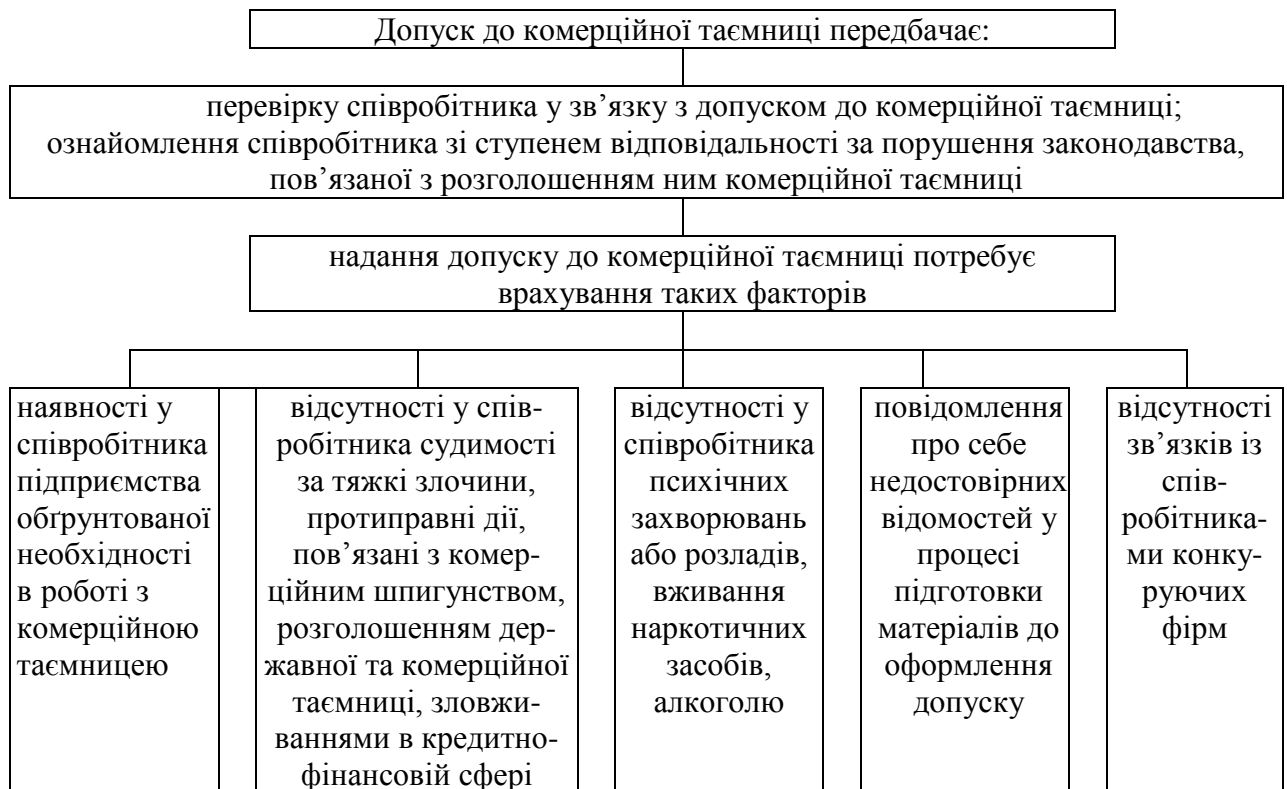 Допуск до комерційної таємниці передбачає:
перевірку співробітника у зв’язку з допуском до комерційної таємниці;
ознайомлення співробітника зі ступенем відповідальності за порушення законодавства,
пов’язаної з розголошенням ним комерційної таємниці
надання допуску до комерційної таємниці потребує
врахування таких факторів
наявності у
співробітника
підприємства
обґрунтованої
необхідності
в роботі з
комерційною
таємницею
відсутності у спів-
робітника судимості
за тяжкі злочини,
протиправні дії,
пов’язані з комер-
ційним шпигунством,
розголошенням дер-
жавної та комерційної
таємниці, зловжи-
ваннями в кредитно-
фінансовій сфері
відсутності у
співробітника
психічних
захворювань
або розладів,
вживання
наркотичних
засобів,
алкоголю
повідомлення
про себе
недостовірних
відомостей у
процесі
підготовки
матеріалів до
оформлення
допуску
відсутності
зв’язків із
спів-
робітника-
ми конку-
руючих
фірм